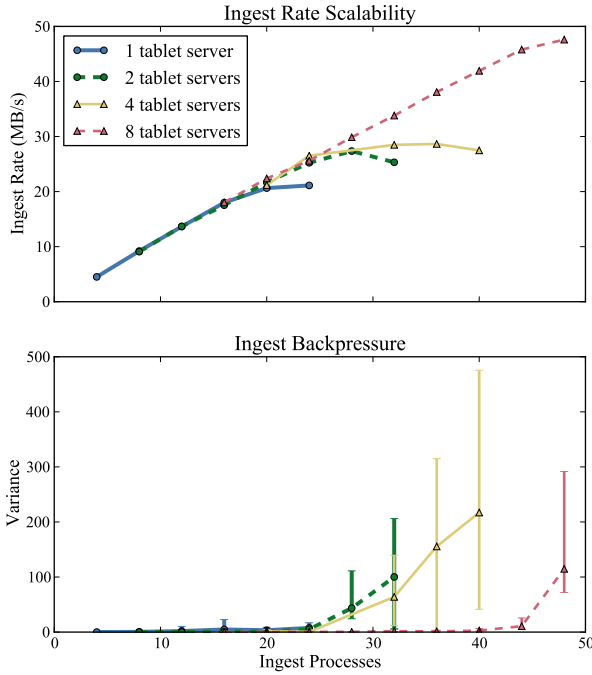 Ingest Rate Scalability
50
40
30
20
10
0
Ingest Rate (MB/s)
1 tablet server
2 tablet servers
4 tablet servers
8 tablet servers
Ingest Backpressure
500
400
300
200
100
0
Variance
0 10 20 30 40 50
Ingest Processes